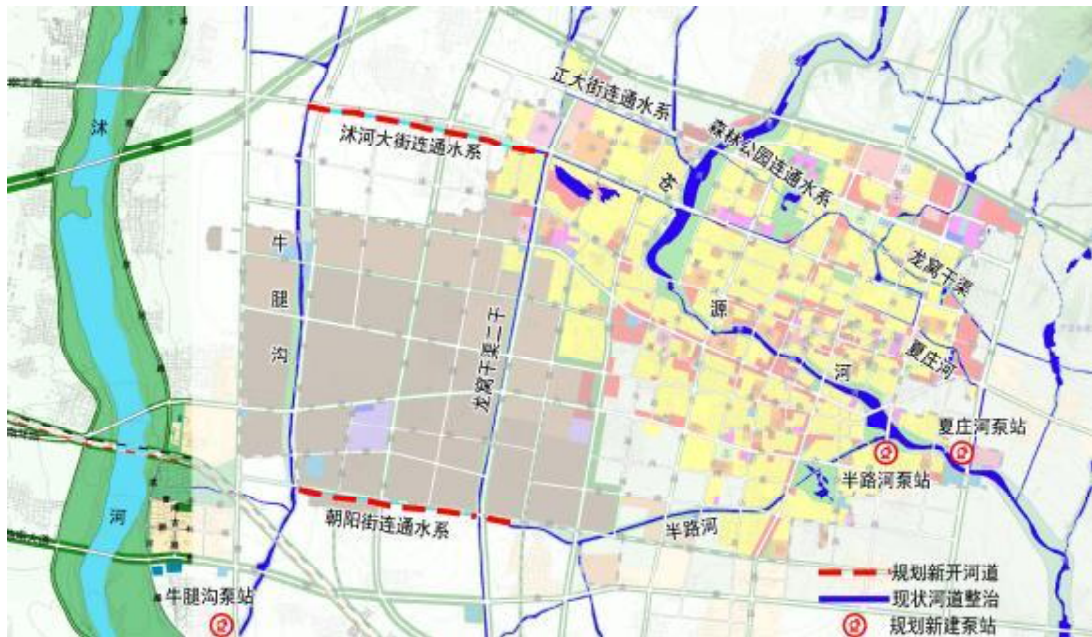 正大街连通水系
沭河大街连通水系
森林公园连通水系
沭
河
苍
源
河
牛
腿
沟
龙窝干渠二干
龙窝干渠
夏庄河
夏庄河泵站
半路河泵站
半路河
朝阳街连通水系
牛腿沟泵站
规划新开河道
现状河道整治
规划新建泵站